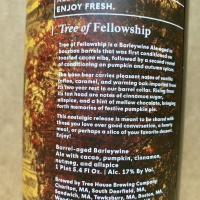 ENJOY FRESH.
Tree of Fellowship
Tree of Fellowship is a Barleywine Ale aged in
bourbon barrels that was first conditioned on
toasted cacao nibs, followed by a second round
of conditioning on pumpkin and autumn spices.
The base beer carries pleasant notes of vanilla,
toffee, caramel, and warming oak imparted from
its two year rest in our barrel cellar. Rising from
its tan head are notes of cinnamon
allspice, and a hint of mellow chocolate, bringing
forth memories of festive pumpkin pie.
This nostalgic release is meant to be shared with
those you love over good conversation, a hearty
meal, or perhaps a slice of your favorite dessert.
Enjoy!
Barrel-aged Barleywine
Ale with cacao, pumpkin, cinnamon,
nutmeg, and allspice
1 Pint 5.4 Fl Oz. | Alc. 17% By Vol.
Brewed by Tree House Brewing Company
Charlton, MA, South Deerfield, MA,
Sandwich, MA, Tewksbury, MA,
Woodstock,